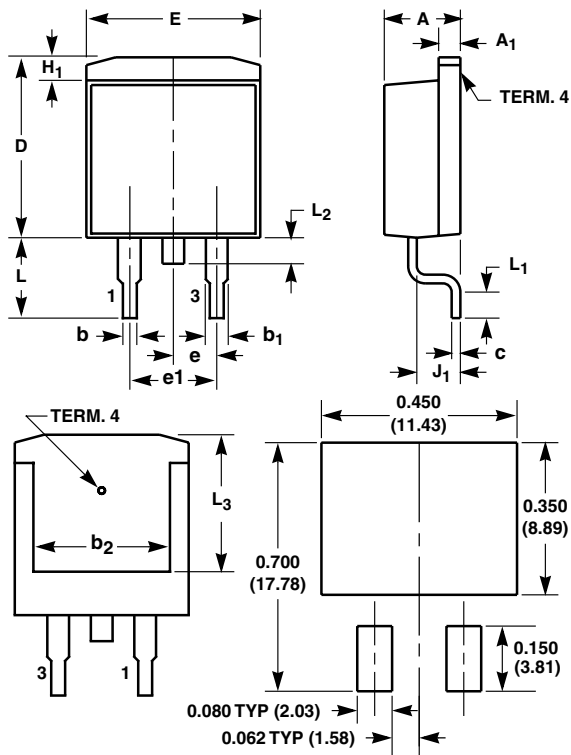 E
A
A1
H1
TERM. 4
D
L2
L
L1
1
3
b
b1
e
c
J1
e1
TERM. 4
0.450
(11.43)
L3
b2
0.350
(8.89)
0.700
(17.78)
3
1
0.150
(3.81)
0.080 TYP (2.03)
0.062 TYP (1.58)